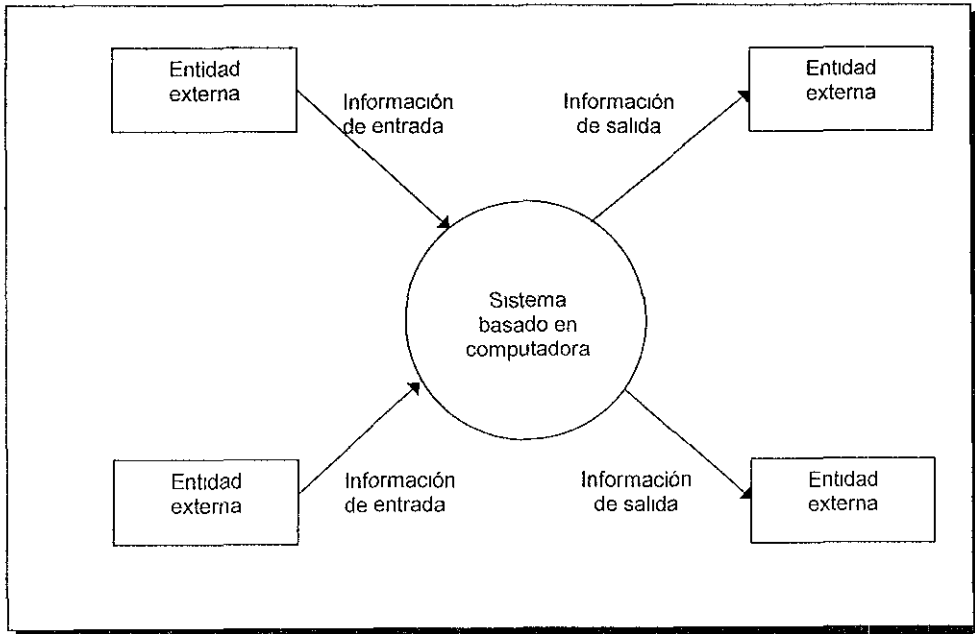 Entidad
externa
Información
de entrada
Información
de salida
Entidad
externa
Sistema
basado en
computadora
Entidad
externa
Información
de entrada
Información
de salida
Entidad
externa